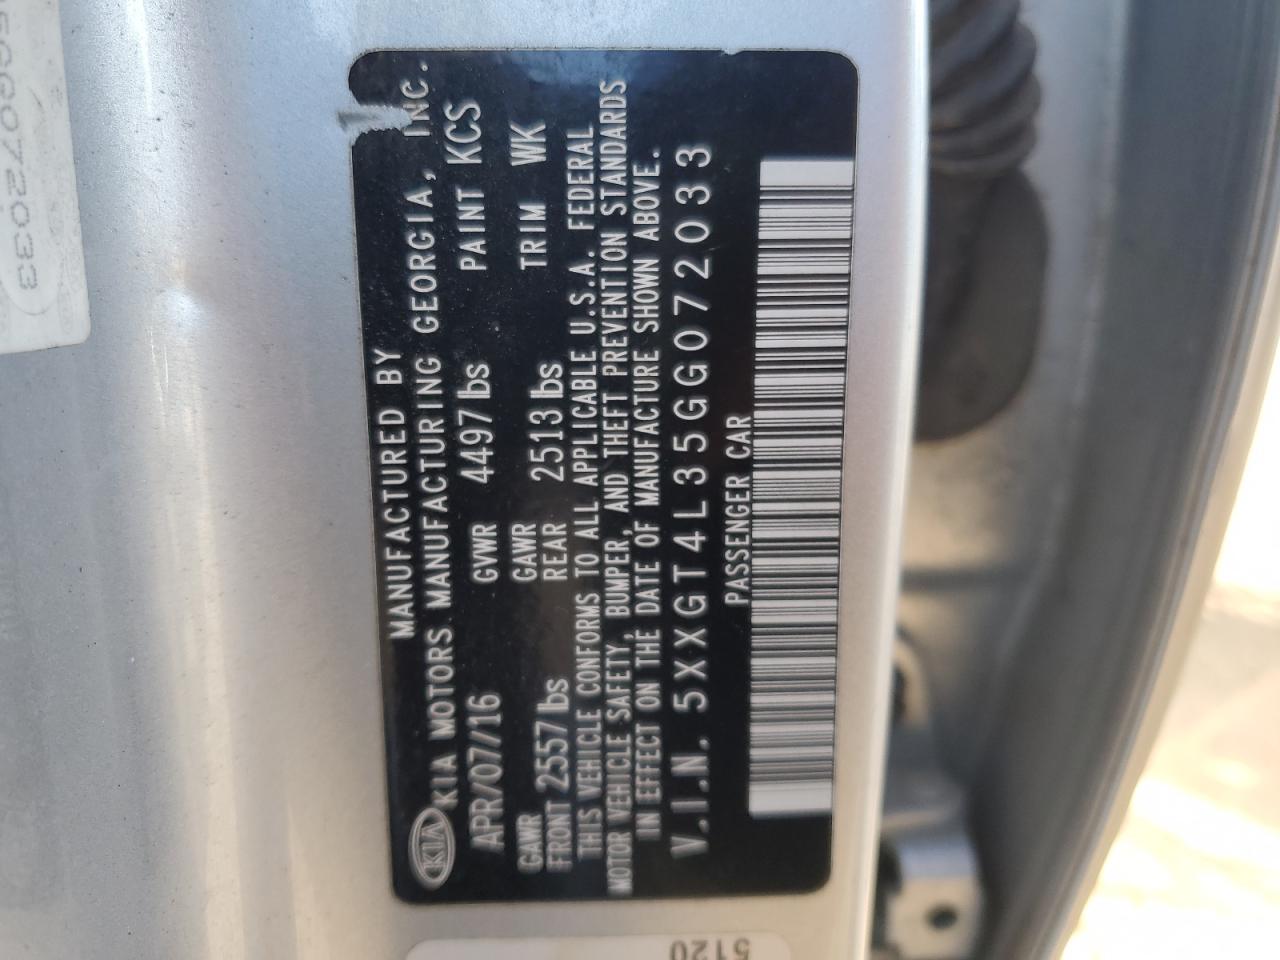 MANUFACTURED BY
KIA KIA MOTORS MANUFACTURING GEORGIA, INC.
APR/07/16 GVWR 4497 lbs PAINT KCS
GAWR FRONT 2557 lbs GAWR REAR 2513 lbs TRIM WK
THIS VEHICLE CONFORMS TO ALL APPLICABLE U.S.A. FEDERAL
MOTOR VEHICLE SAFETY, BUMPER, AND THEFT PREVENTION STANDARDS
IN EFFECT ON THE DATE OF MANUFACTURE SHOWN ABOVE.
V.I.N. 5XXGT4L35GG072033
PASSENGER CAR
5GG072033
5120